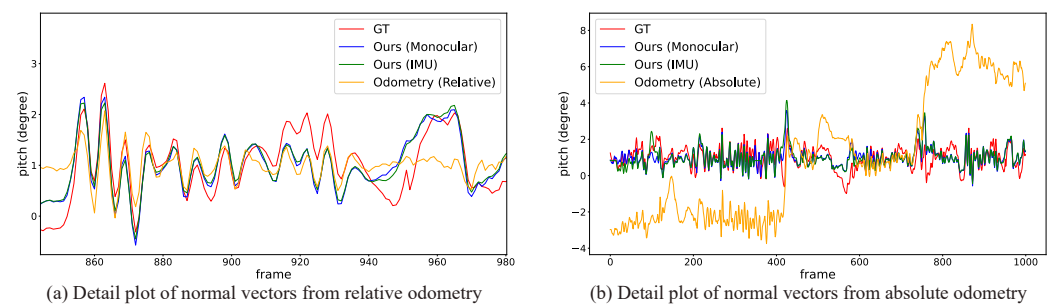 GT
Ours (Monocular)
Ours (IMU)
Odometry (Relative)
pitch (degree)
3
2
1
0
860
880
900
920
940
960
980
frame
(a) Detail plot of normal vectors from relative odometry
GT
Ours (Monocular)
Ours (IMU)
Odometry (Absolute)
pitch (degree)
8
6
4
2
0
−2
−4
0
200
400
600
800
1000
frame
(b) Detail plot of normal vectors from absolute odometry